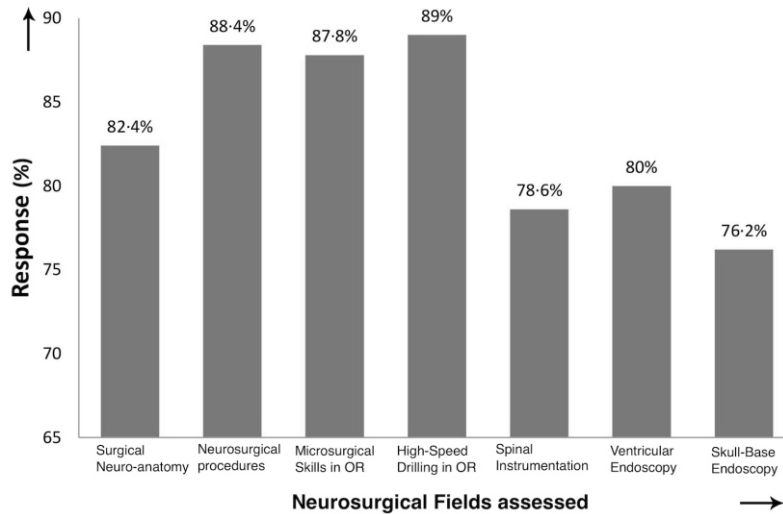 Response (%)
90
85
80
75
70
65
82·4%
88·4%
87·8%
89%
78·6%
80%
76·2%
Surgical
Neuro-anatomy
Neurosurgical
procedures
Microsurgical
Skills in OR
High-Speed
Drilling in OR
Spinal
Instrumentation
Ventricular
Endoscopy
Skull-Base
Endoscopy
Neurosurgical Fields assessed